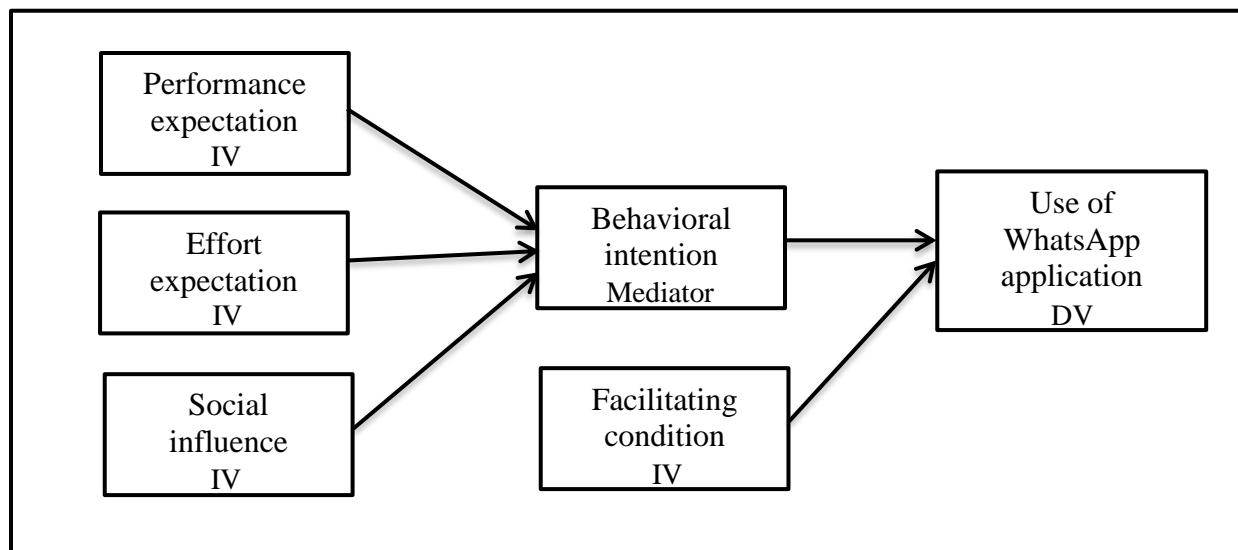 Performance
expectation
IV
Effort
expectation
IV
Social
influence
IV
Behavioral
intention
Mediator
Facilitating
condition
IV
Use of
WhatsApp
application
DV